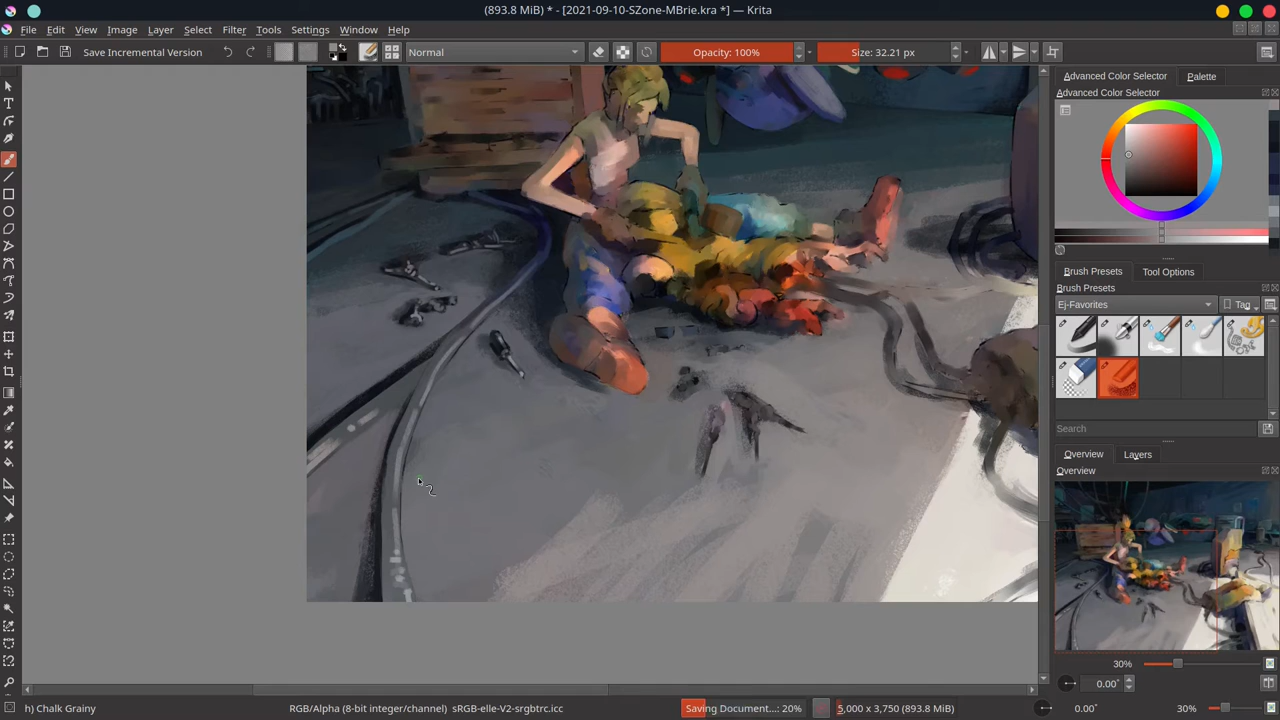 (893.8 MiB) * - [2021-09-10-SZone-MBrie.kra *] — Krita
File Edit View Image Layer Select Filter Tools Settings Window Help
Save Incremental Version Normal Opacity: 100% Size: 32.21 px
Advanced Color Selector Palette
Advanced Color Selector
Brush Presets Tool Options
Brush Presets
Ej-Favorites Tag
Search
Overview Layers
Overview
30%
0.00°
h) Chalk Grainy RGB/Alpha (8-bit integer/channel) sRGB-elle-V2-srgbtrc.icc Saving Document...: 20% 5,000 x 3,750 (893.8 MiB) 0.00° 30%